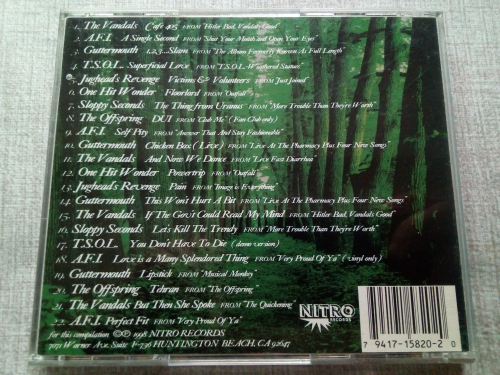 1. The Vandals Cafe 405 FROM "Hitler Bad, Vandals Good"
2. A.F.I. A Single Second FROM "Shut Your Mouth and Open Your Eyes"
3. Guttermouth 1,2,3...Slam FROM "The Album Formerly Known As Full Length"
4. T.S.O.L. Superficial Love FROM "T.S.O.L.-Weathered Statues"
5. Jughead's Revenge Victims & Volunteers FROM "Just Joined"
6. One Hit Wonder Floorlord FROM "Outfall"
7. Sloppy Seconds The Thing from Uranus FROM "More Trouble Than They're Worth"
8. The Offspring DUI FROM "Club Me" (Fan Club only)
9. A.F.I. Self Pity FROM "Answer That And Stay Fashionable"
10. Guttermouth Chicken Box (Live) FROM "Live At The Pharmacy Plus Four New Songs"
11. The Vandals And Now We Dance FROM "Live Fast Diarrhea"
12. One Hit Wonder Powertrip FROM "Outfall"
13. Jughead's Revenge Pain FROM "Image is Everything"
14. Guttermouth This Won't Hurt A Bit FROM "Live At The Pharmacy Plus Four New Songs"
15. The Vandals If The Gov't Could Read My Mind FROM "Hitler Bad, Vandals Good"
16. Sloppy Seconds Let's Kill The Trendy FROM "More Trouble Than They're Worth"
17. T.S.O.L. You Don't Have To Die (demo version)
18. A.F.I. Love is a Many Splendored Thing FROM "Very Proud Of Ya" (vinyl only)
19. Guttermouth Lipstick FROM "Musical Monkey"
20. The Offspring Tehran FROM "The Offspring
21. The Vandals But Then She Spoke FROM "The Quickening"
22. A.F.I. Perfect Fit FROM "Very Proud Of Ya"
for this compilation ©℗ 1998 NITRO RECORDS
7071 Warner Ave. Suite F-736 HUNTINGTON BEACH, CA 92647
NITRO
RECORDS
7 9417-15820-2 0